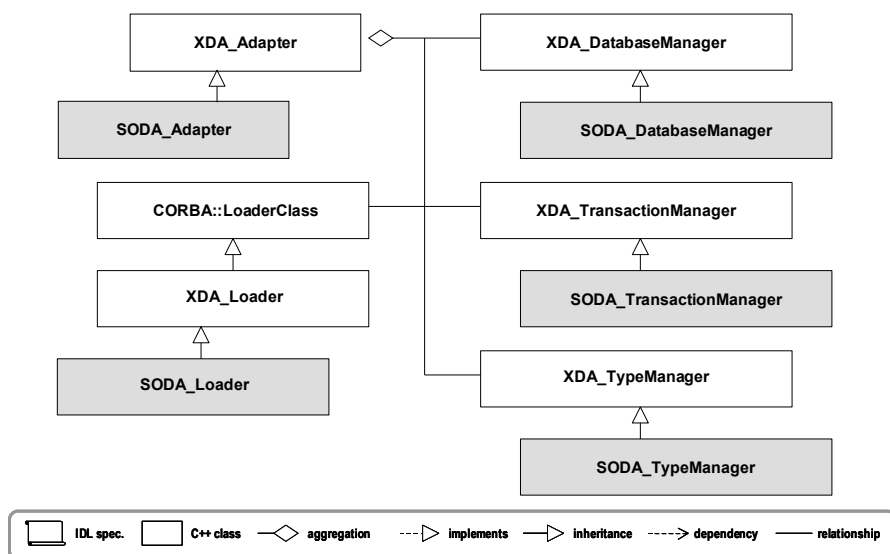 XDA_Adapter
XDA_DatabaseManager
SODA_Adapter
SODA_DatabaseManager
CORBA::LoaderClass
XDA_TransactionManager
XDA_Loader
SODA_TransactionManager
SODA_Loader
XDA_TypeManager
SODA_TypeManager
IDL spec. C++ class aggregation implements inheritance dependency relationship